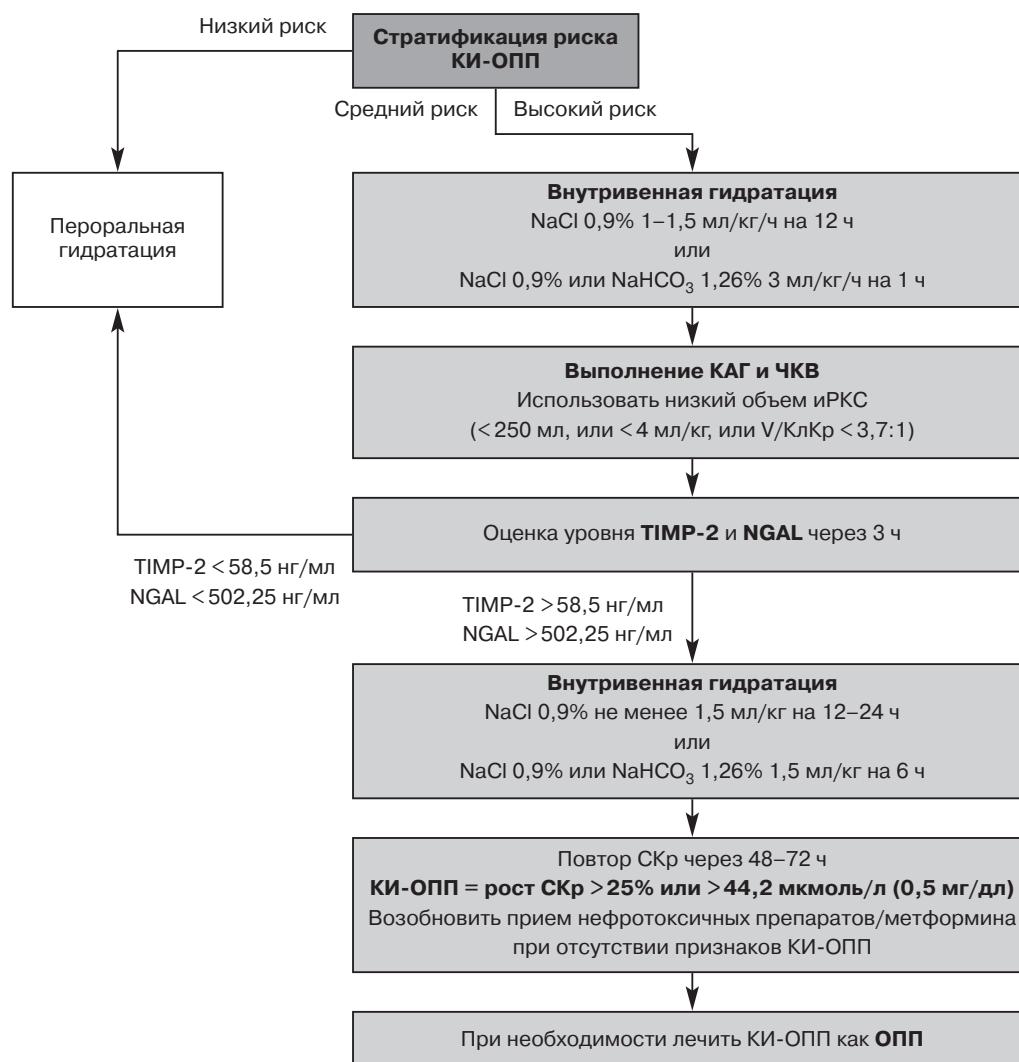 Низкий риск
Стратификация риска
КИ-ОПП
Средний риск
Высокий риск
Пероральная
гидратация
Внутривенная гидратация
NaCl 0,9% 1–1,5 мл/кг/ч на 12 ч
или
NaCl 0,9% или NaHCO₃ 1,26% 3 мл/кг/ч на 1 ч
Выполнение КАГ и ЧКВ
Использовать низкий объем иРКС
(<250 мл, или <4 мл/кг, или V/КлКр <3,7:1)
Оценка уровня TIMP-2 и NGAL через 3 ч
TIMP-2 <58,5 нг/мл
NGAL <502,25 нг/мл
TIMP-2 >58,5 нг/мл
NGAL >502,25 нг/мл
Внутривенная гидратация
NaCl 0,9% не менее 1,5 мл/кг на 12–24 ч
или
NaCl 0,9% или NaHCO₃ 1,26% 1,5 мл/кг на 6 ч
Повтор СКр через 48–72 ч
КИ-ОПП = рост СКр >25% или >44,2 мкмоль/л (0,5 мг/дл)
Возобновить прием нефротоксичных препаратов/метформина
при отсутствии признаков КИ-ОПП
При необходимости лечить КИ-ОПП как ОПП